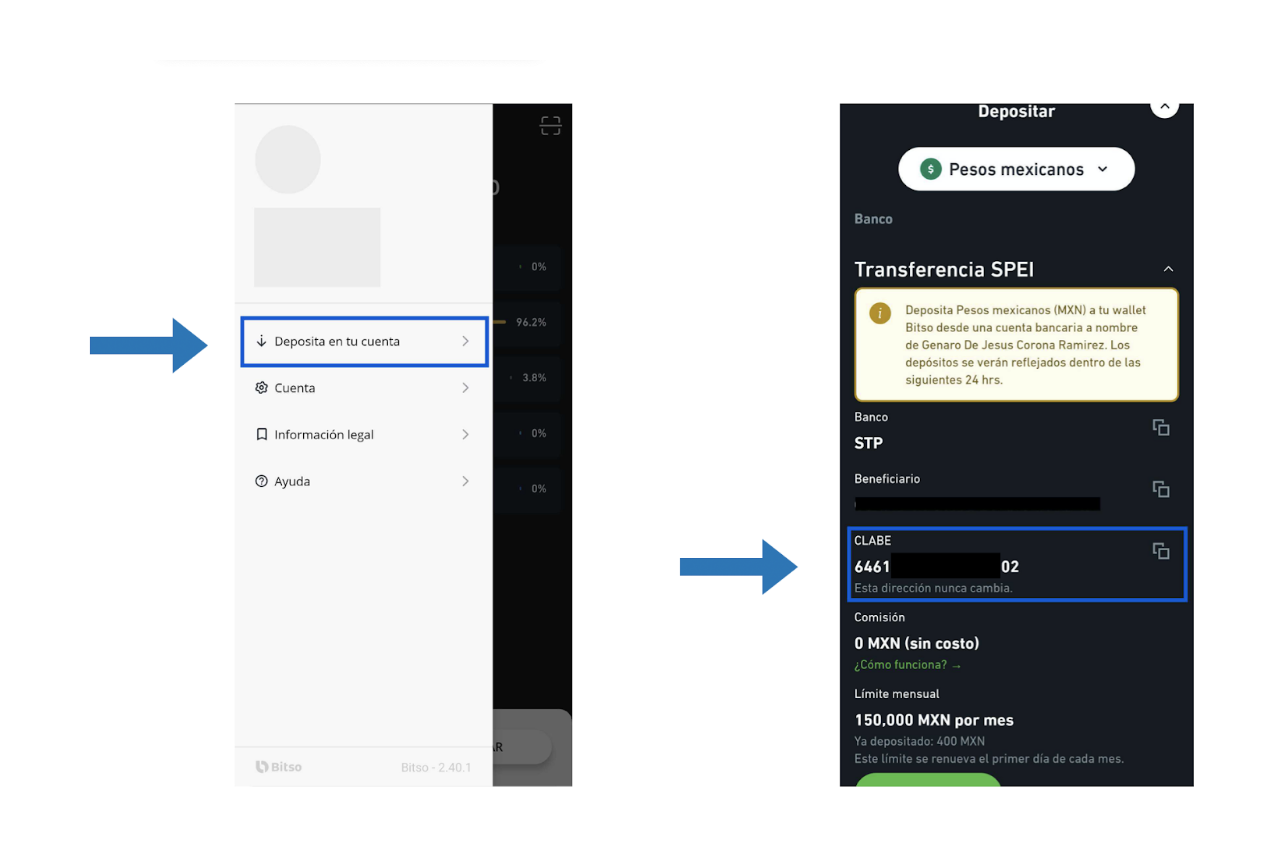 0%
96.2%
Deposita en tu cuenta
3.8%
Cuenta
Información legal
0%
Ayuda
0%
AR
Bitso
Bitso - 2.40.1
Depositar
$ Pesos mexicanos
Banco
Transferencia SPEI
i
Deposita Pesos mexicanos (MXN) a tu wallet
Bitso desde una cuenta bancaria a nombre
de Genaro De Jesus Corona Ramirez. Los
depósitos se verán reflejados dentro de las
siguientes 24 hrs.
Banco
STP
Beneficiario
CLABE
6461 02
Esta dirección nunca cambia.
Comisión
0 MXN (sin costo)
¿Cómo funciona? →
Límite mensual
150,000 MXN por mes
Ya depositado: 400 MXN
Este límite se renueva el primer día de cada mes.